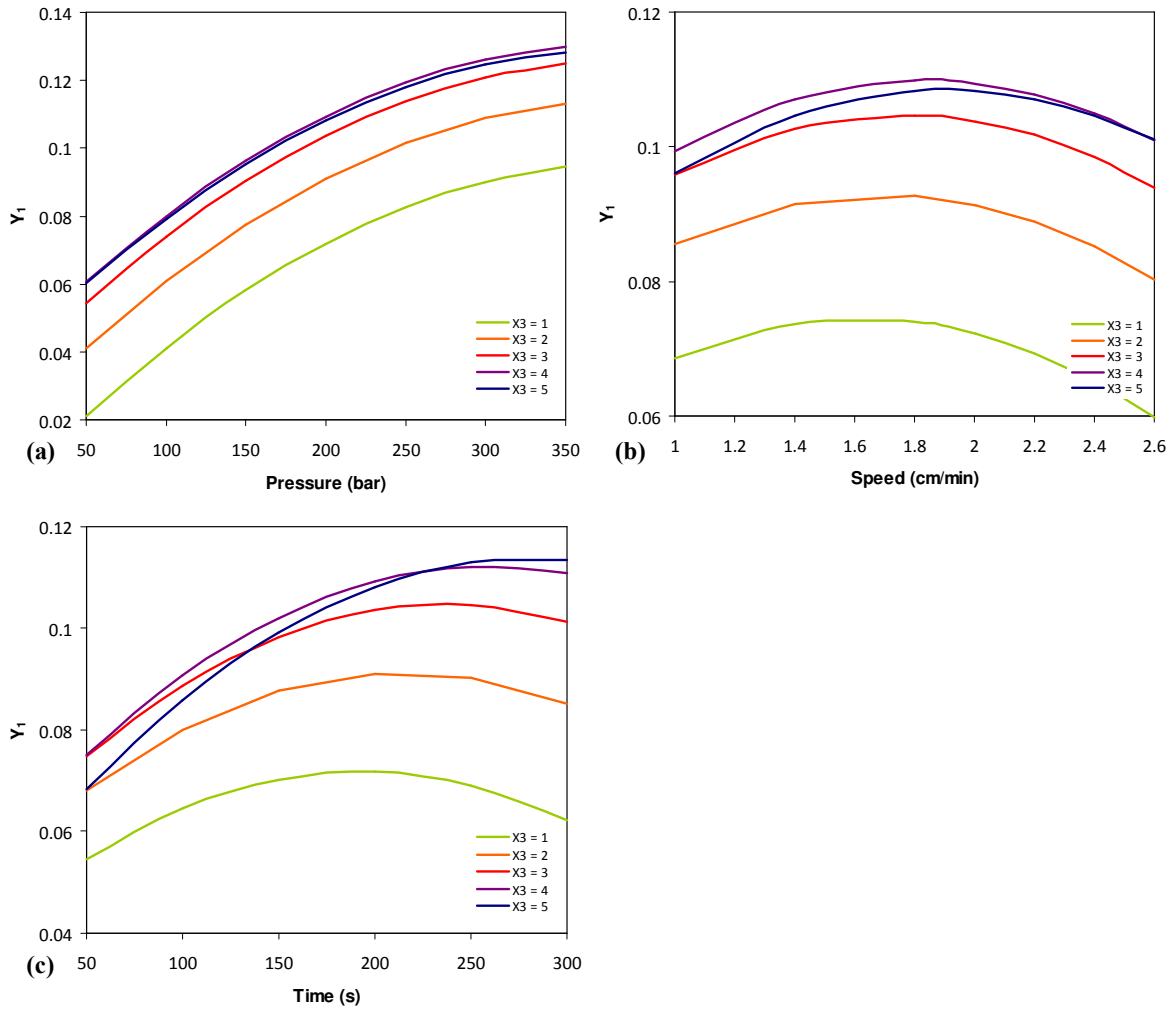 0.14
0.12
0.1
0.08
0.06
0.04
0.02
Y1
X3 = 1
X3 = 2
X3 = 3
X3 = 4
X3 = 5
50 100 150 200 250 300 350
(a)
Pressure (bar)
0.12
0.1
0.08
0.06
Y1
X3 = 1
X3 = 2
X3 = 3
X3 = 4
X3 = 5
1 1.2 1.4 1.6 1.8 2 2.2 2.4 2.6
(b)
Speed (cm/min)
0.12
0.1
0.08
0.06
0.04
Y1
X3 = 1
X3 = 2
X3 = 3
X3 = 4
X3 = 5
50 100 150 200 250 300
(c)
Time (s)